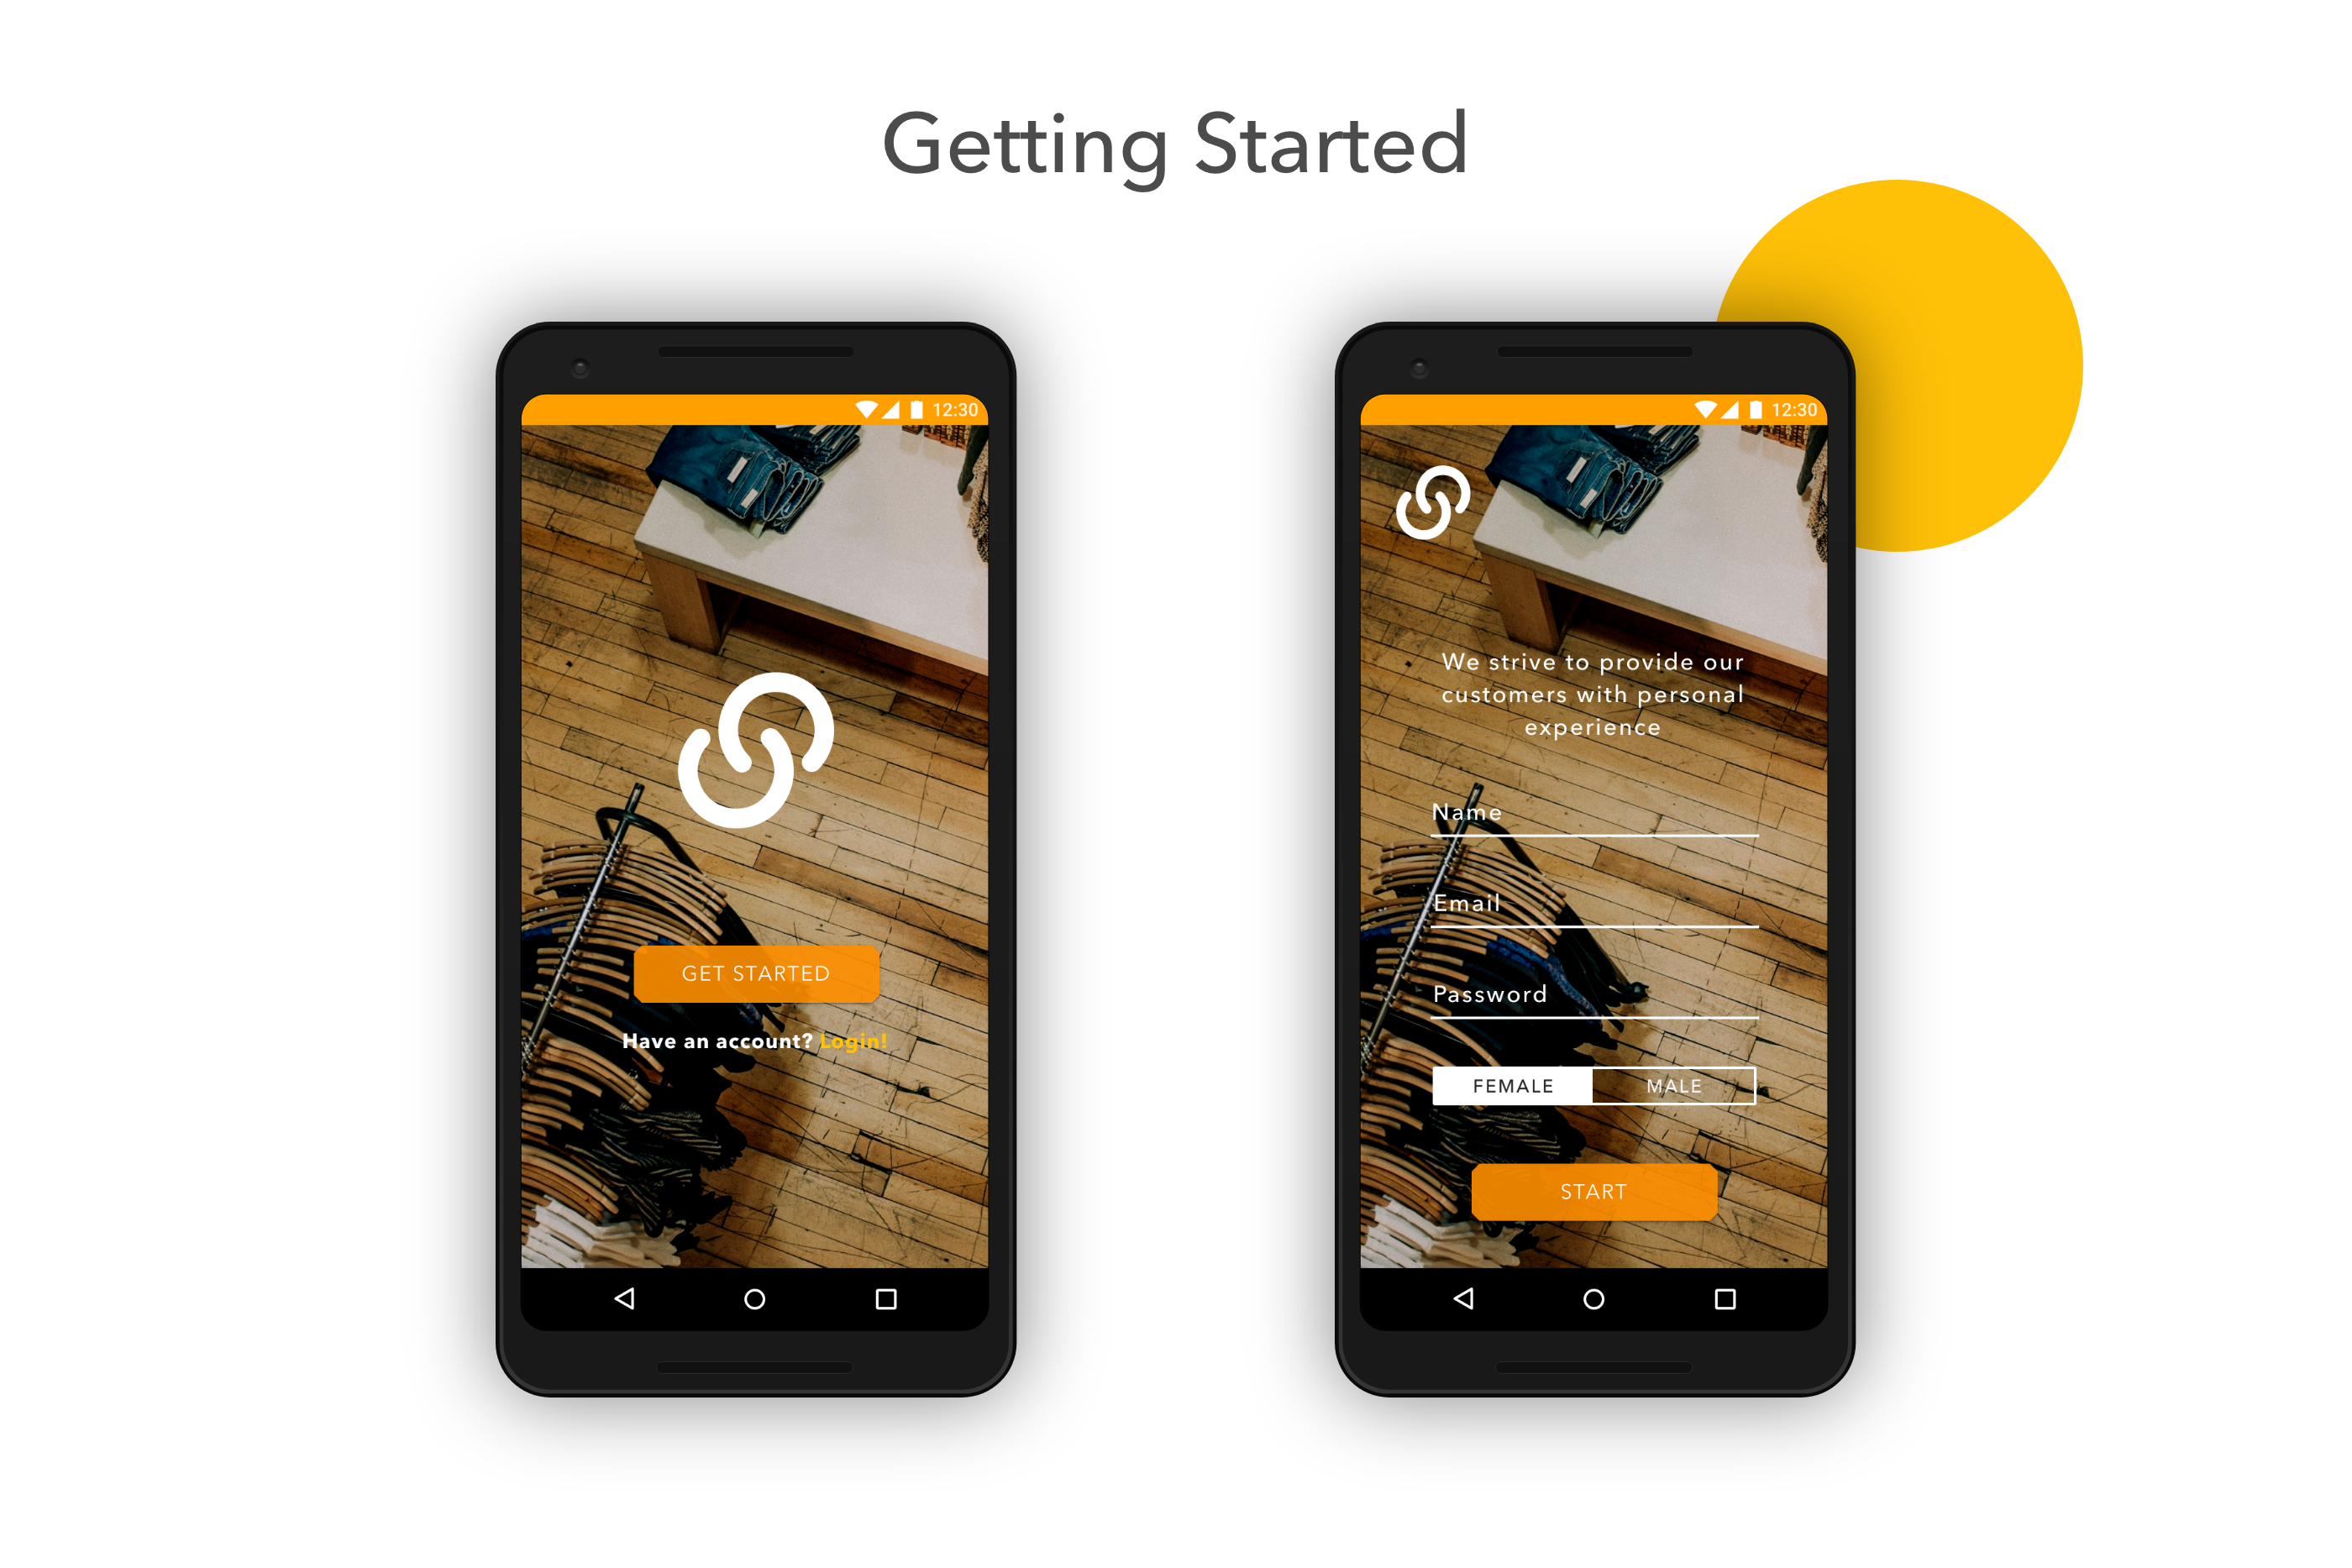 Getting Started
12:30
GET STARTED
Have an account? Login!
12:30
We strive to provide our
customers with personal
experience
Name
Email
Password
FEMALE MALE
START